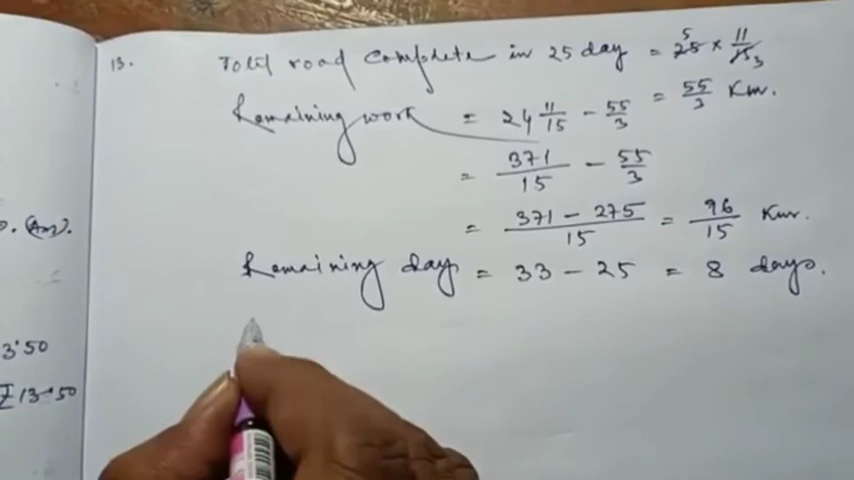 13. Total road complete in 25 day = 25 5 × 11/15 3
= 55/3 Km.
Remaining work = 24 11/15 - 55/3
= 371/15 - 55/3
= 371 - 275/15 = 96/15 Km.
Remaining day = 33 - 25 = 8 days.
(Ans).
3.50
₹ 13.50